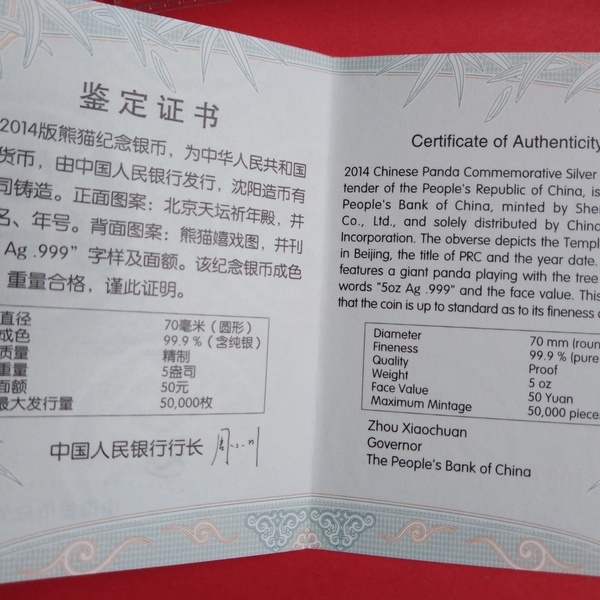 鉴定证书
2014版熊猫纪念银币，为中华人民共和国
货币，由中国人民银行发行，沈阳造币有
司铸造。正面图案：北京天坛祈年殿，并
名、年号。背面图案：熊猫嬉戏图，并刊
Ag .999”字样及面额。该纪念银币成色
重量合格，谨此证明。
直径 70毫米（圆形）
成色 99.9%（含纯银）
质量 精制
重量 5盎司
面额 50元
最大发行量 50,000枚
中国人民银行行长
Certificate of Authenticity
2014 Chinese Panda Commemorative Silver
tender of the People's Republic of China, is
People's Bank of China, minted by She
Co., Ltd., and solely distributed by China
Incorporation. The obverse depicts the Templ
in Beijing, the title of PRC and the year date.
features a giant panda playing with the tree
words "5oz Ag .999" and the face value. This
that the coin is up to standard as to its fineness
Diameter 70 mm (roun
Fineness 99.9 % (pure
Quality Proof
Weight 5 oz
Face Value 50 Yuan
Maximum Mintage 50,000 piece
Zhou Xiaochuan
Governor
The People's Bank of China